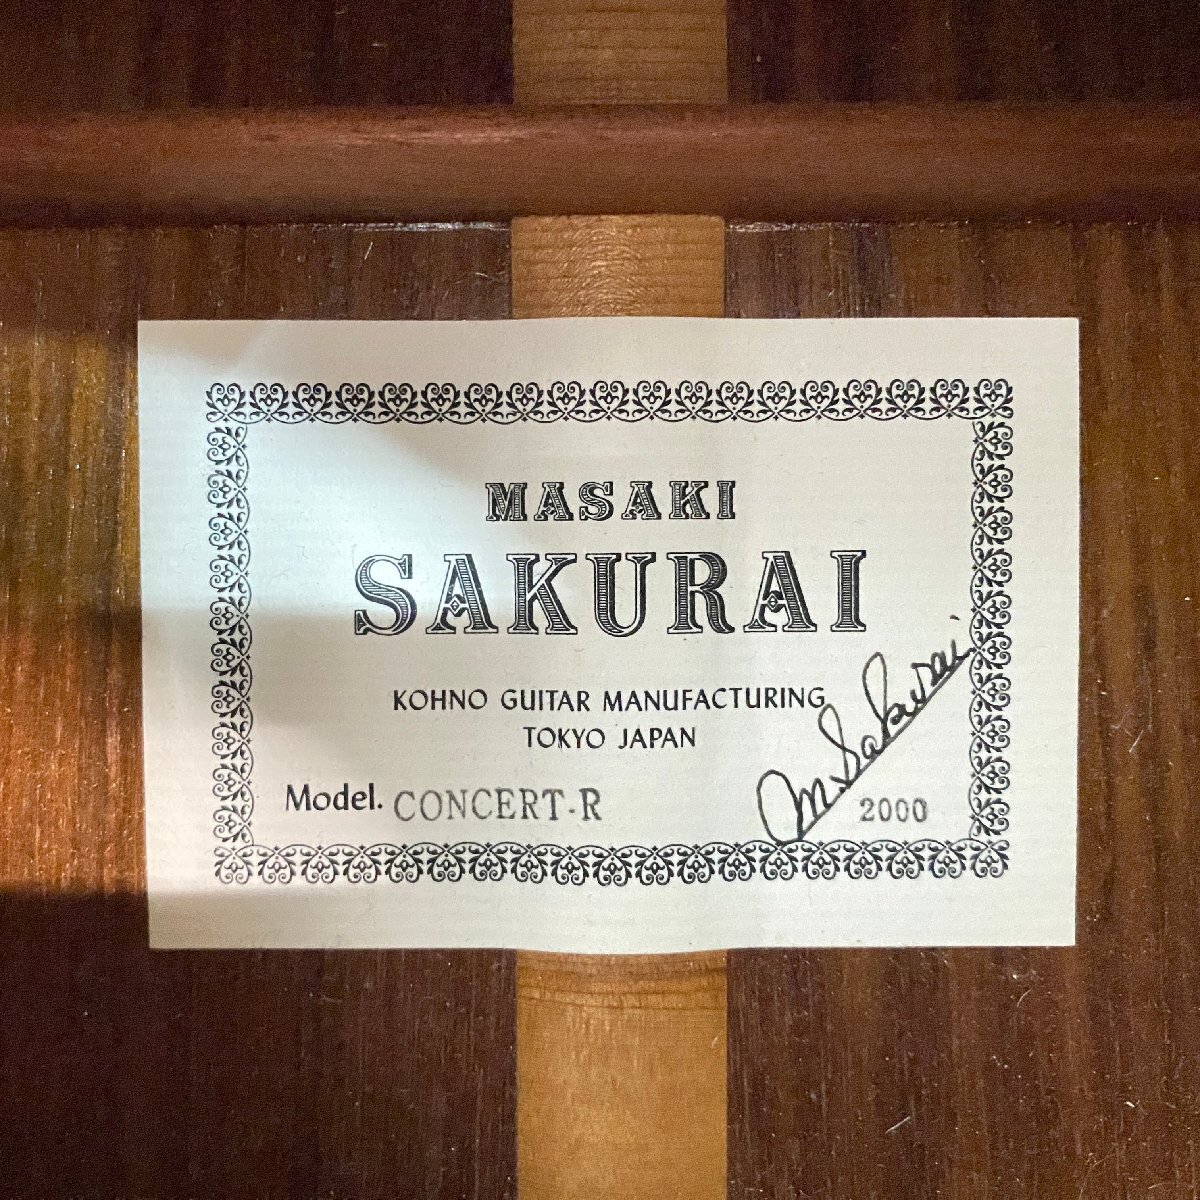 MASAKI
SAKURAI
KOHNO GUITAR MANUFACTURING
TOKYO JAPAN
Model. CONCERT-R
M. Sakurai
2000